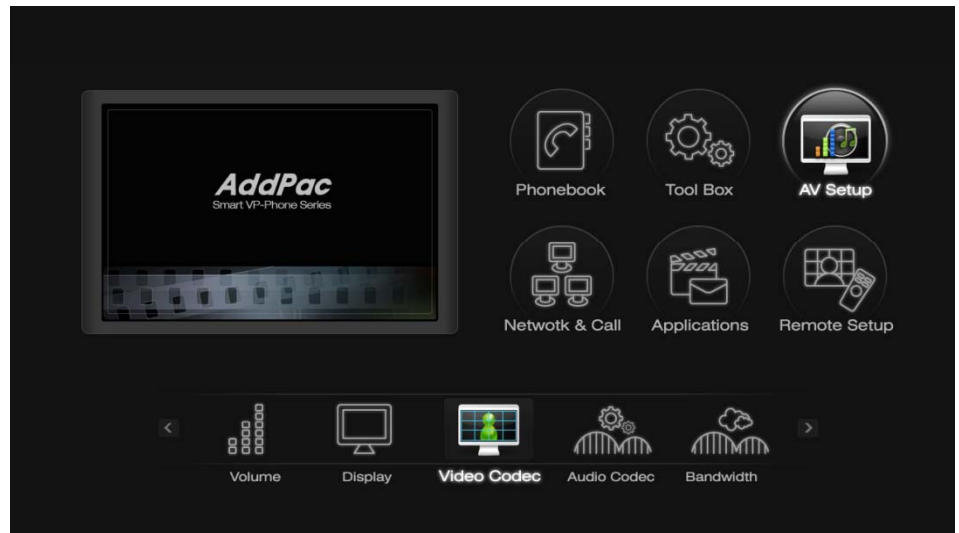 AddPac
Smart VP-Phone Series
Phonebook
Tool Box
AV Setup
Netwotk & Call
Applications
Remote Setup
Volume
Display
Video Codec
Audio Codec
Bandwidth